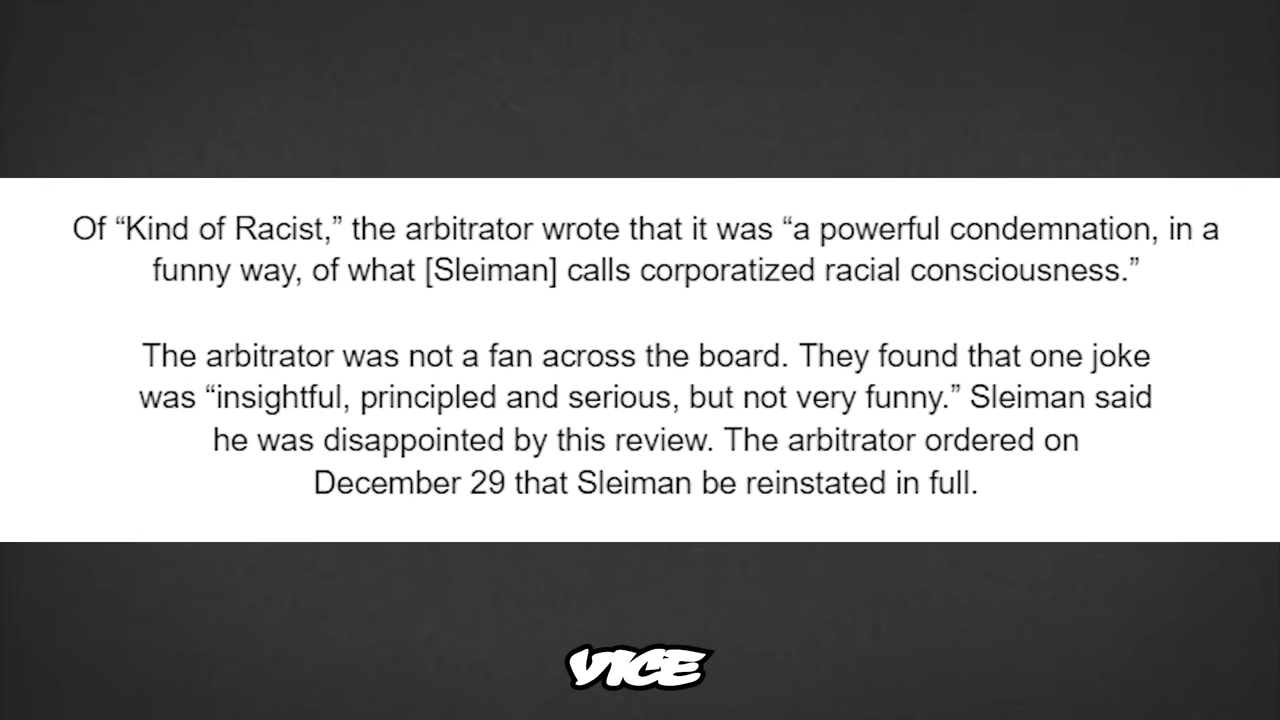 Of “Kind of Racist,” the arbitrator wrote that it was “a powerful condemnation, in a
funny way, of what [Sleiman] calls corporatized racial consciousness.”
The arbitrator was not a fan across the board. They found that one joke
was “insightful, principled and serious, but not very funny.” Sleiman said
he was disappointed by this review. The arbitrator ordered on
December 29 that Sleiman be reinstated in full.
VICE